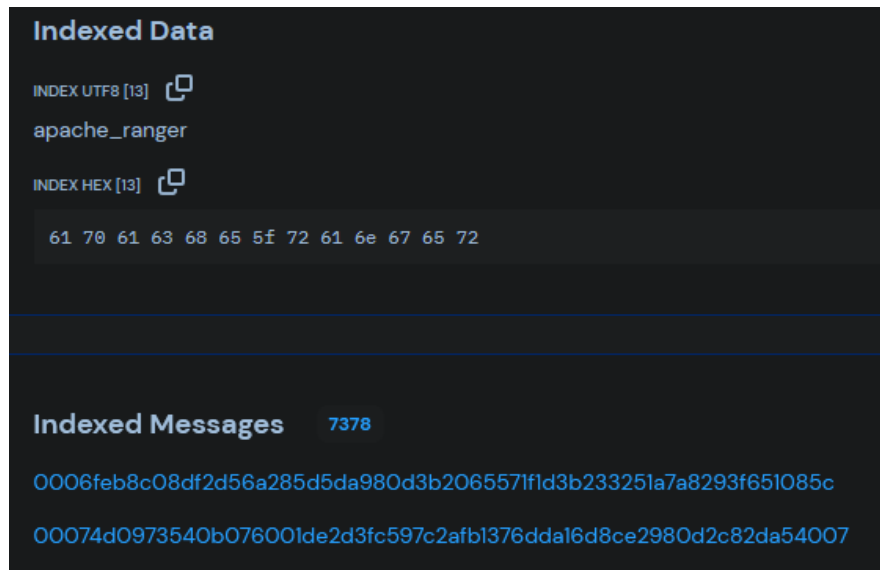 Indexed Data
INDEX UTF8 [13]
apache_ranger
INDEX HEX [13]
61 70 61 63 68 65 5f 72 61 6e 67 65 72
Indexed Messages 7378
0006feb8c08df2d56a285d5da980d3b2065571f1d3b233251a7a8293f651085c
00074d0973540b076001de2d3fc597c2afb1376dda16d8ce2980d2c82da54007